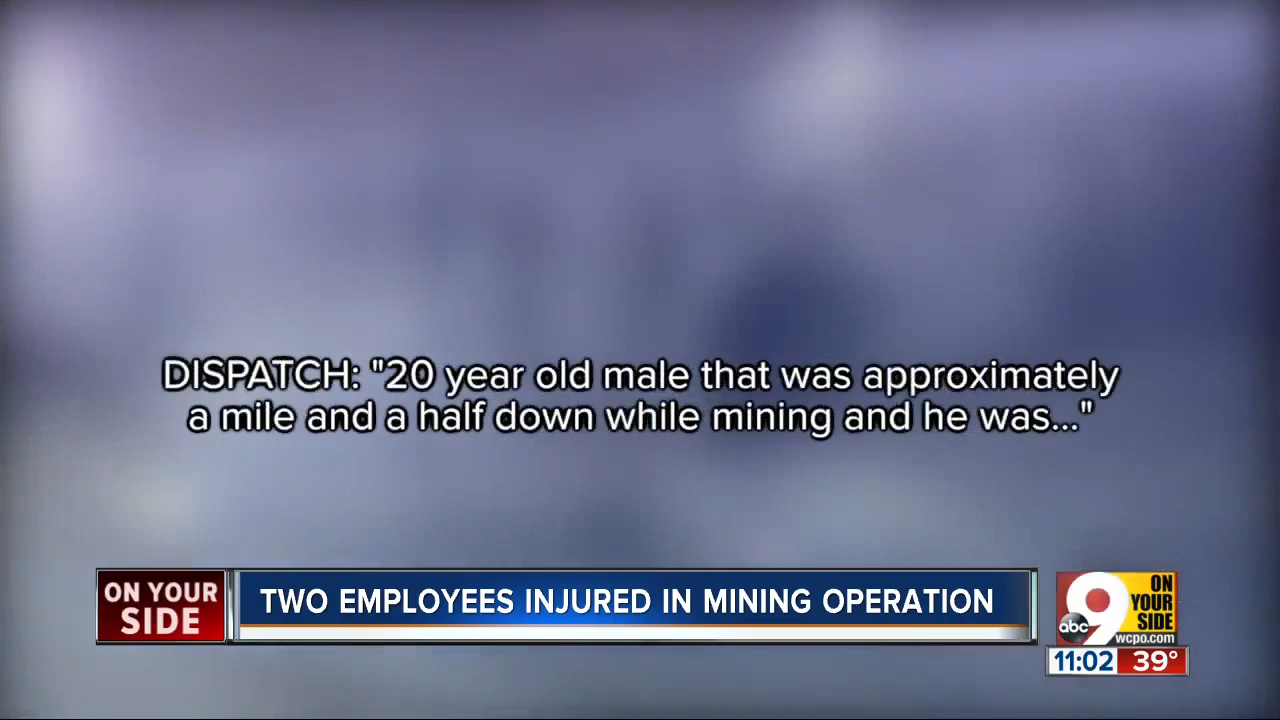 DISPATCH: "20 year old male that was approximately
a mile and a half down while mining and he was..."
ON YOUR
SIDE
TWO EMPLOYEES INJURED IN MINING OPERATION
abc
9
ON
YOUR
SIDE
wcpo.com
11:02 39°